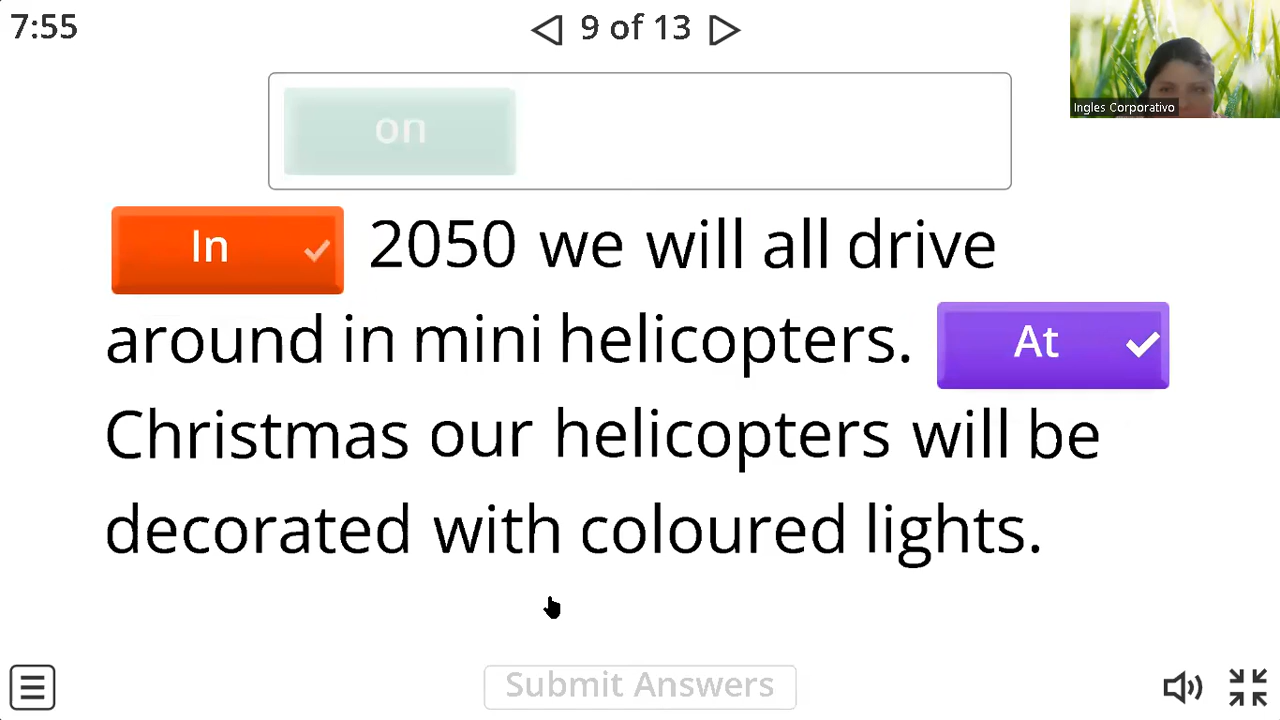 7:55
9 of 13
Ingles Corporativo
on
In 2050 we will all drive
around in mini helicopters. At
Christmas our helicopters will be
decorated with coloured lights.
Submit Answers